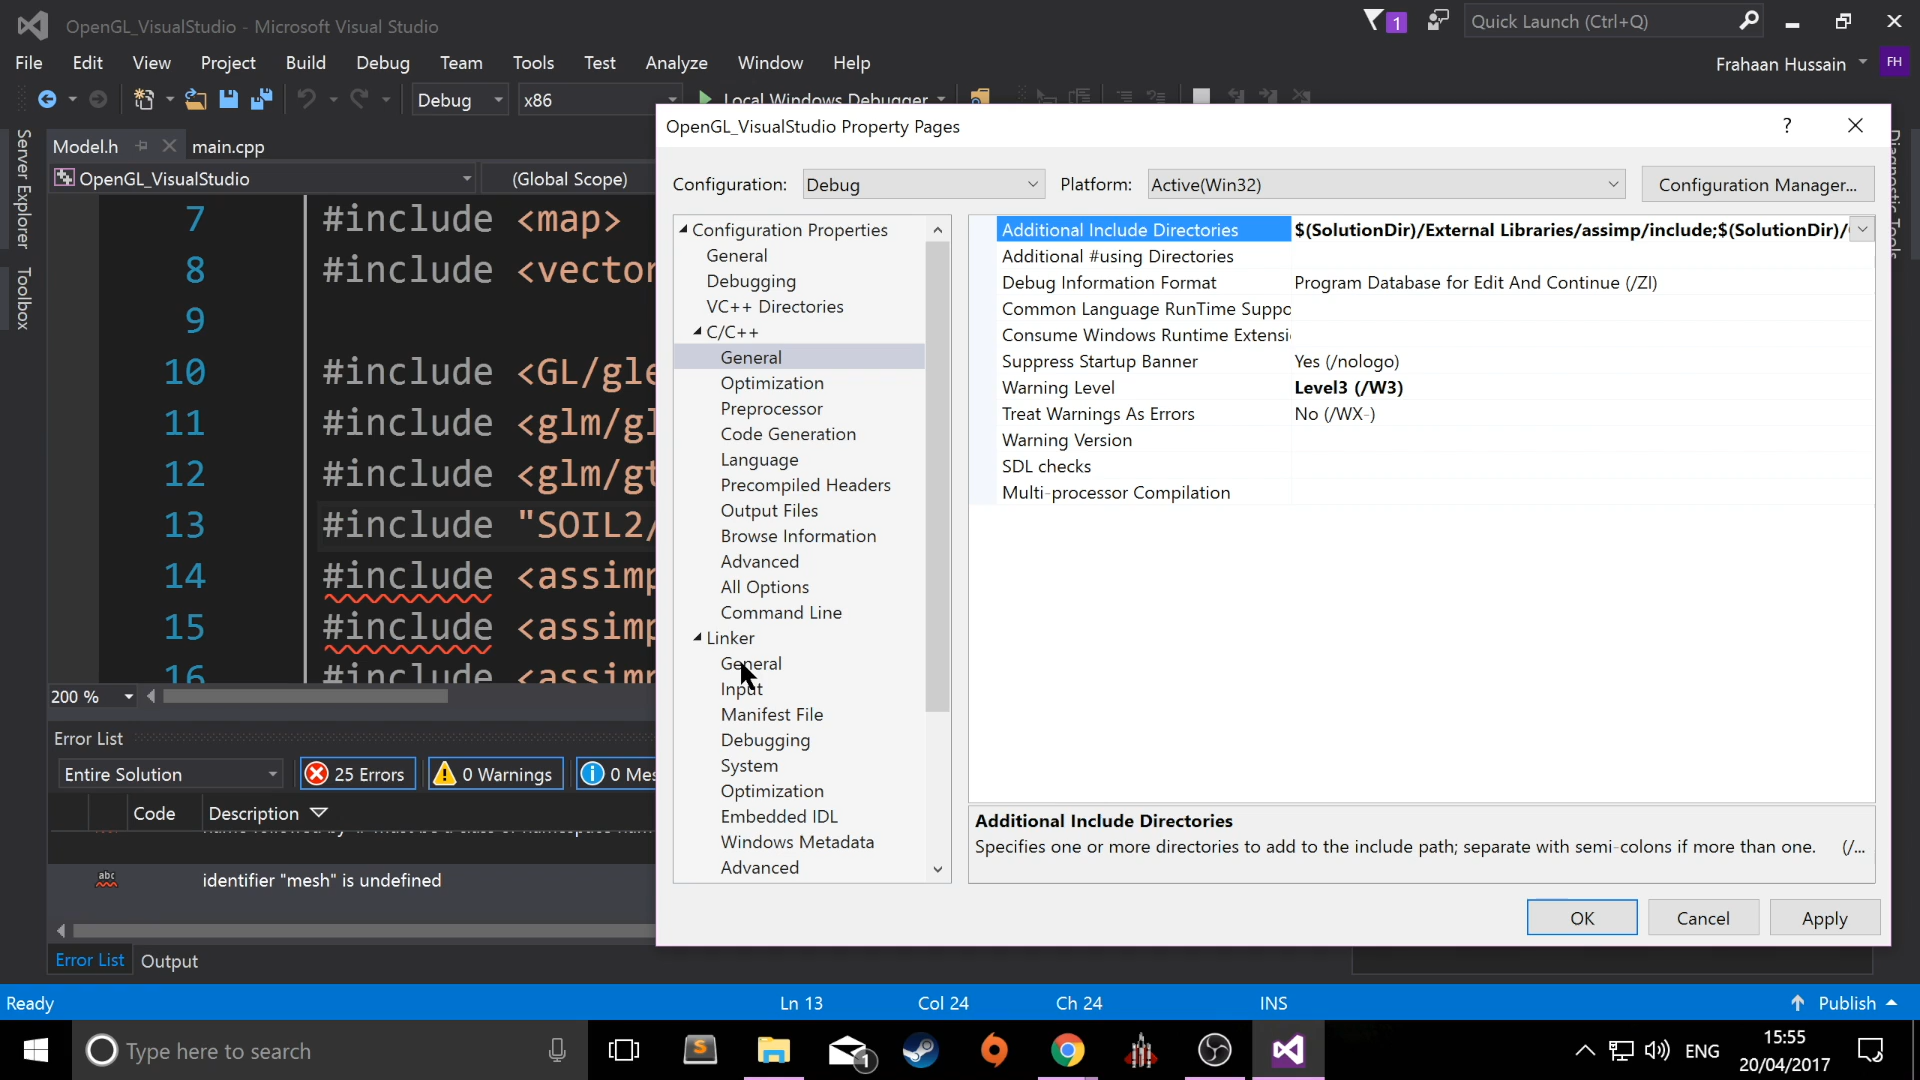 OpenGL_VisualStudio - Microsoft Visual Studio
1
Quick Launch (Ctrl+Q)
File Edit View Project Build Debug Team Tools Test Analyze Window Help
Frahaan Hussain FH
Debug x86 Local Windows Debugger
Server Explorer
Toolbox
Diagnostic Tools
Model.h main.cpp
OpenGL_VisualStudio (Global Scope)
7 #include <map>
8 #include <vector
9
10 #include <GL/gle
11 #include <glm/gl
12 #include <glm/gt
13 #include "SOIL2/
14 #include <assimp
15 #include <assimp
16 #include <assimp
200 %
Error List
Entire Solution 25 Errors 0 Warnings 0 Mes
Code Description
identifier "mesh" is undefined
Error List Output
OpenGL_VisualStudio Property Pages
?
Configuration: Debug Platform: Active(Win32) Configuration Manager...
Configuration Properties
General
Debugging
VC++ Directories
C/C++
General
Optimization
Preprocessor
Code Generation
Language
Precompiled Headers
Output Files
Browse Information
Advanced
All Options
Command Line
Linker
General
Input
Manifest File
Debugging
System
Optimization
Embedded IDL
Windows Metadata
Advanced
Additional Include Directories $(SolutionDir)/External Libraries/assimp/include;$(SolutionDir)/
Additional #using Directories
Debug Information Format Program Database for Edit And Continue (/ZI)
Common Language RunTime Suppo
Consume Windows Runtime Extensi
Suppress Startup Banner Yes (/nologo)
Warning Level Level3 (/W3)
Treat Warnings As Errors No (/WX-)
Warning Version
SDL checks
Multi-processor Compilation
Additional Include Directories
Specifies one or more directories to add to the include path; separate with semi-colons if more than one. (/...
OK Cancel Apply
Ready Ln 13 Col 24 Ch 24 INS Publish
Type here to search
1
ENG
15:55
20/04/2017